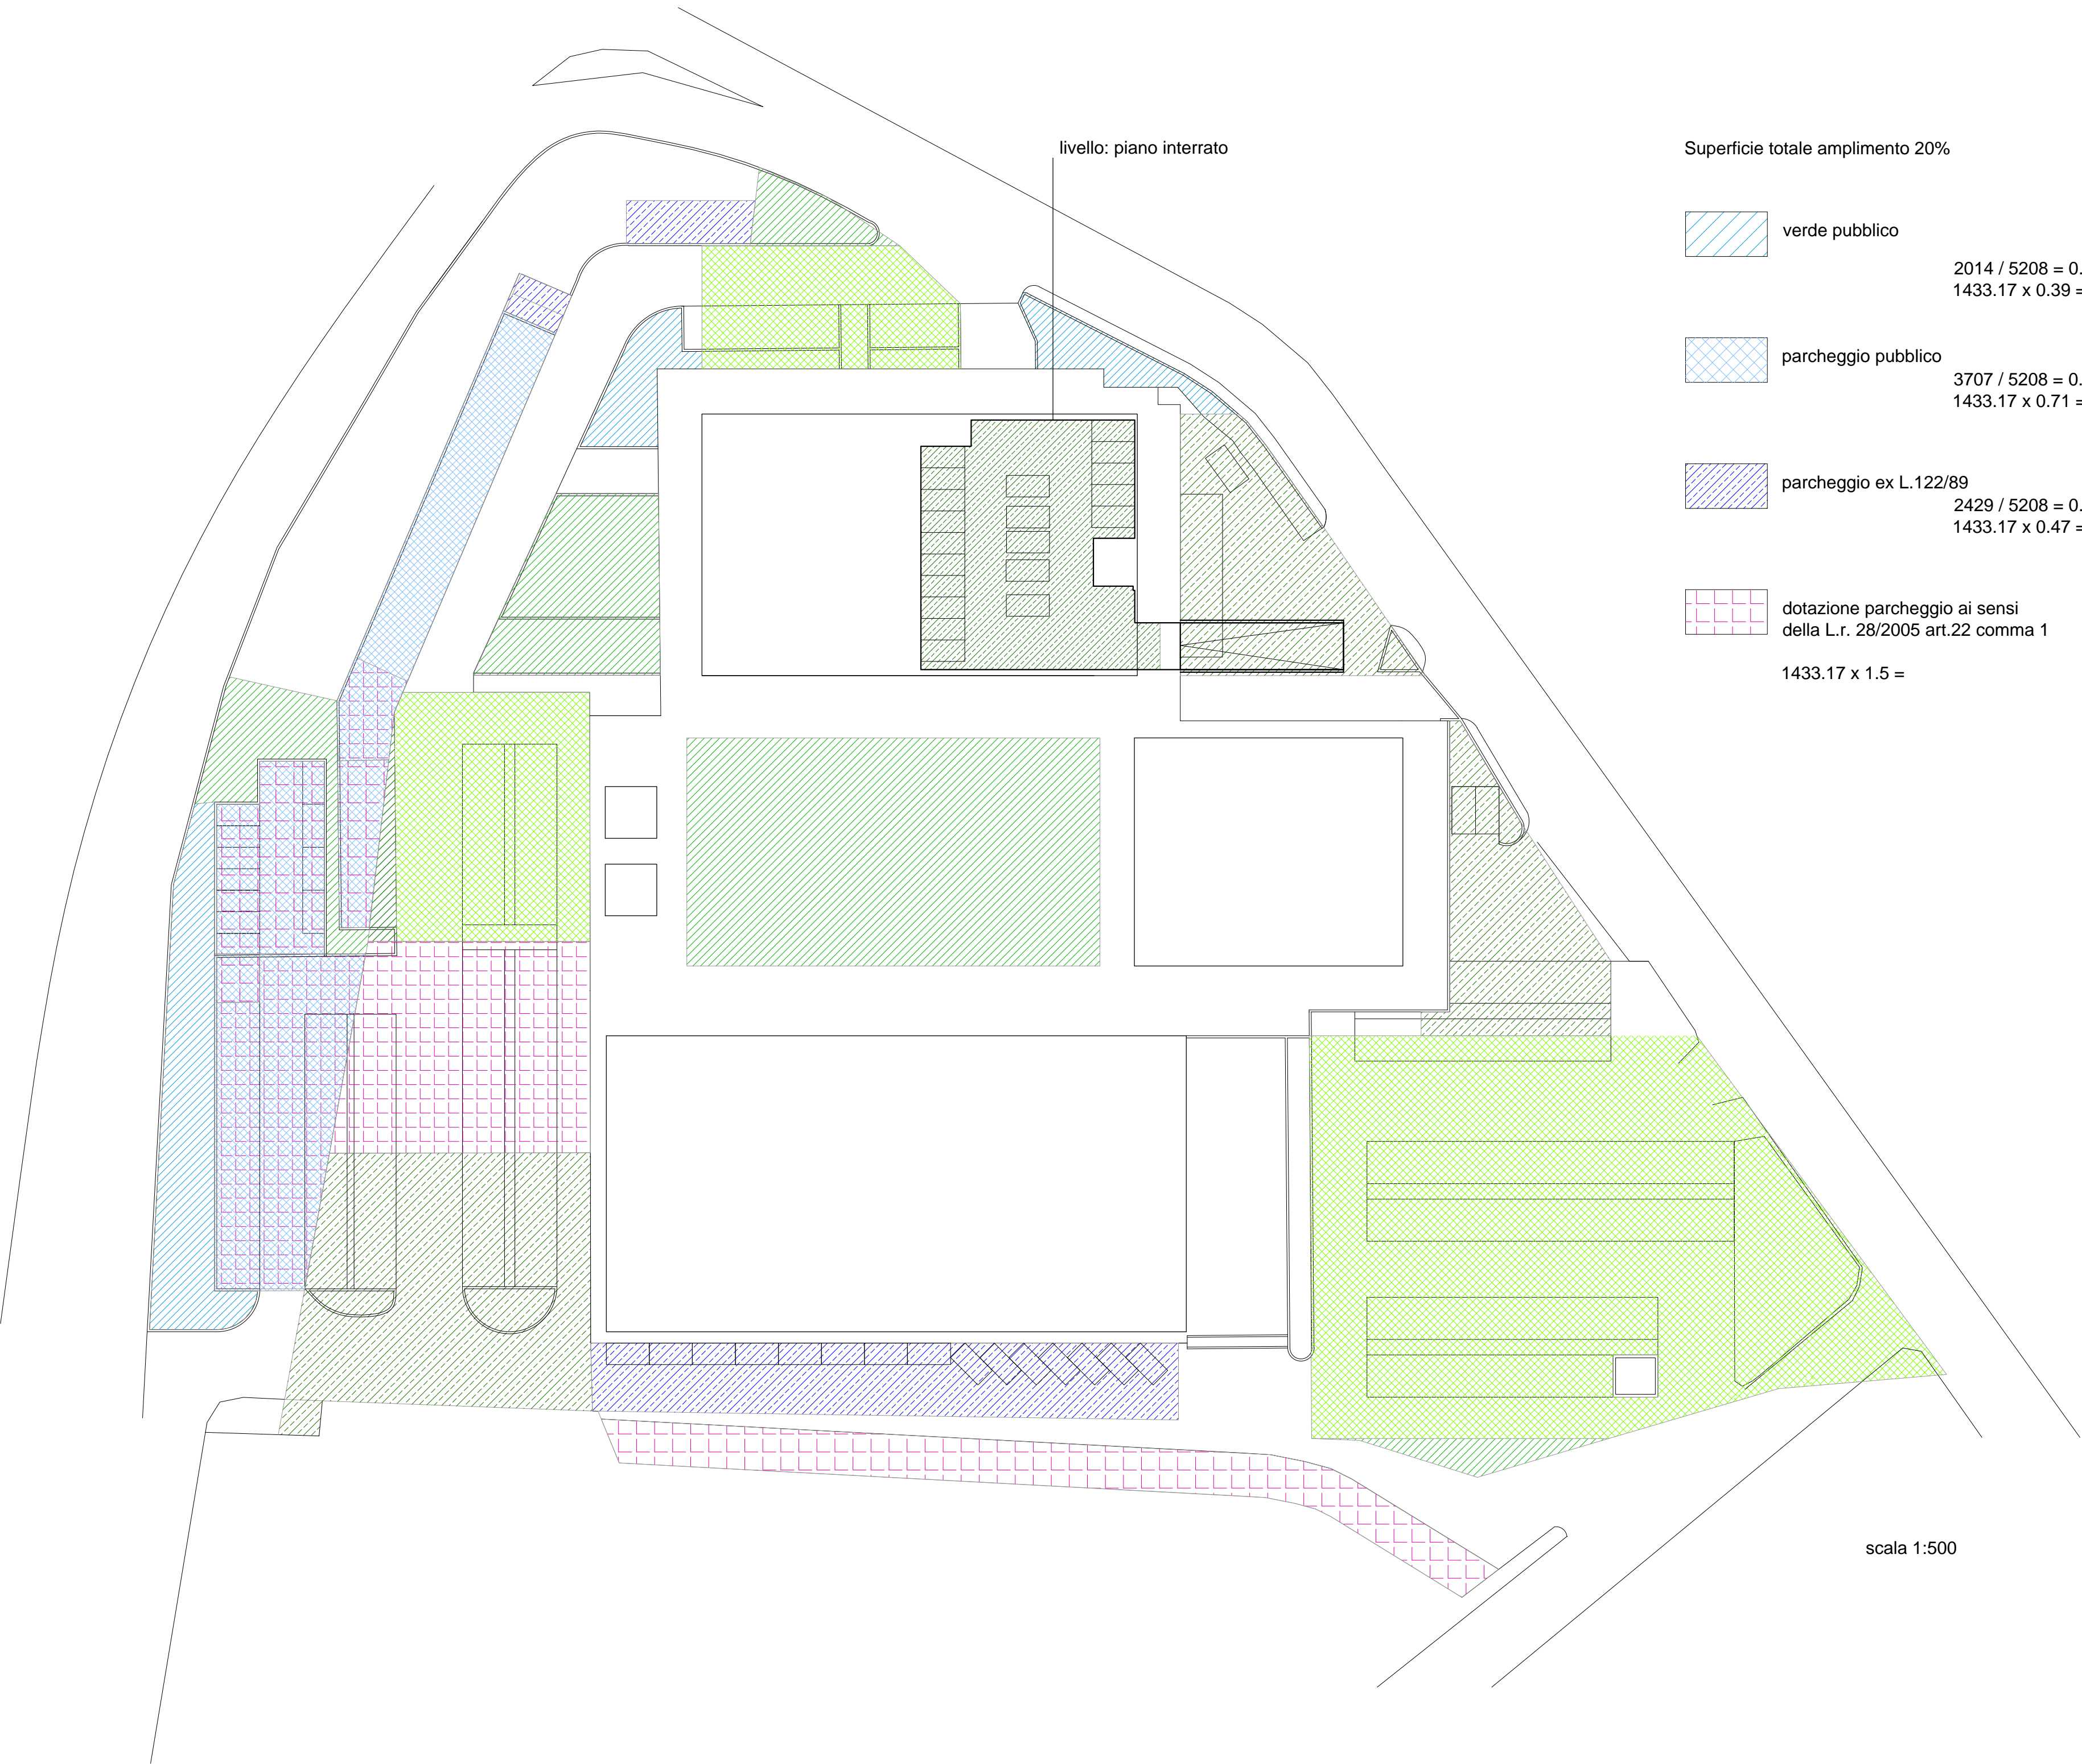 livello: piano interrato
Superficie totale amplimento 20%
verde pubblico
2014 / 5208 = 0.
1433.17 x 0.39 =
parcheggio pubblico
3707 / 5208 = 0.
1433.17 x 0.71 =
parcheggio ex L.122/89
2429 / 5208 = 0.
1433.17 x 0.47 =
dotazione parcheggio ai sensi
della L.r. 28/2005 art.22 comma 1
1433.17 x 1.5 =
scala 1:500